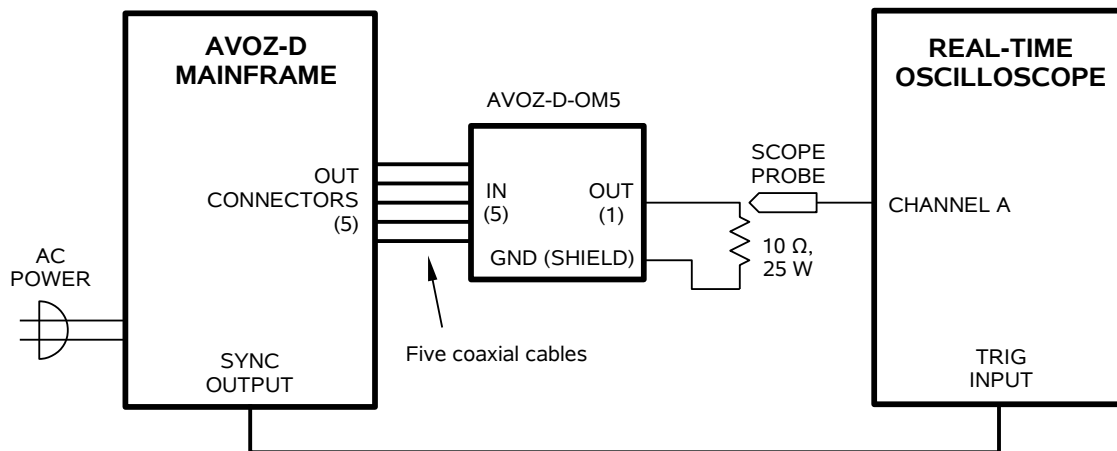 AVOZ-D
MAINFRAME
OUT
CONNECTORS
(5)
AC
POWER
SYNC
OUTPUT
AVOZ-D-OM5
IN
(5)
OUT
(1)
GND (SHIELD)
Five coaxial cables
SCOPE
PROBE
10 Ω,
25 W
REAL-TIME
OSCILLOSCOPE
CHANNEL A
TRIG
INPUT